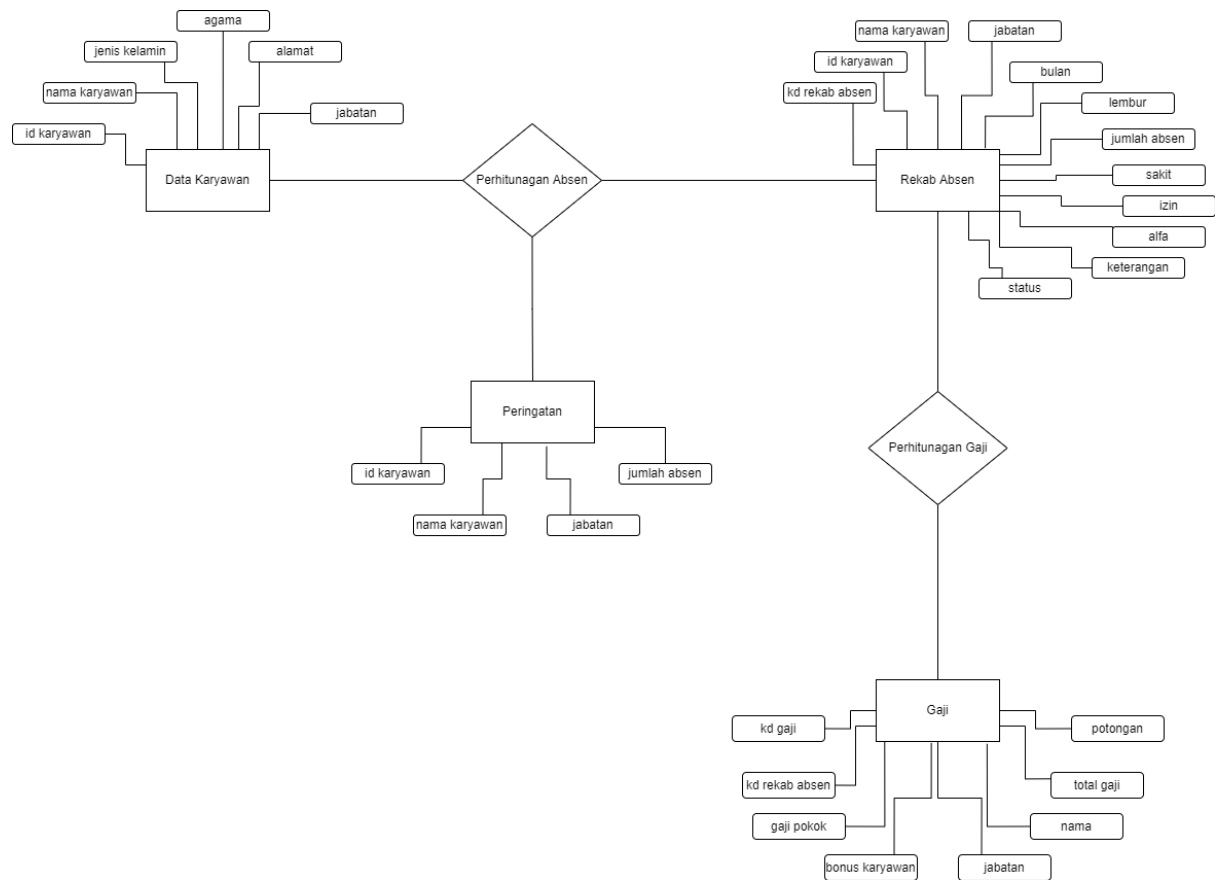 agama
jenis kelamin
alamat
nama karyawan
jabatan
id karyawan
Data Karyawan
Perhitunagan Absen
nama karyawan
jabatan
id karyawan
bulan
kd rekab absen
lembur
jumlah absen
Rekab Absen
sakit
izin
alfa
keterangan
status
Peringatan
id karyawan
jumlah absen
nama karyawan
jabatan
Perhitunagan Gaji
Gaji
kd gaji
potongan
kd rekab absen
total gaji
gaji pokok
nama
bonus karyawan
jabatan